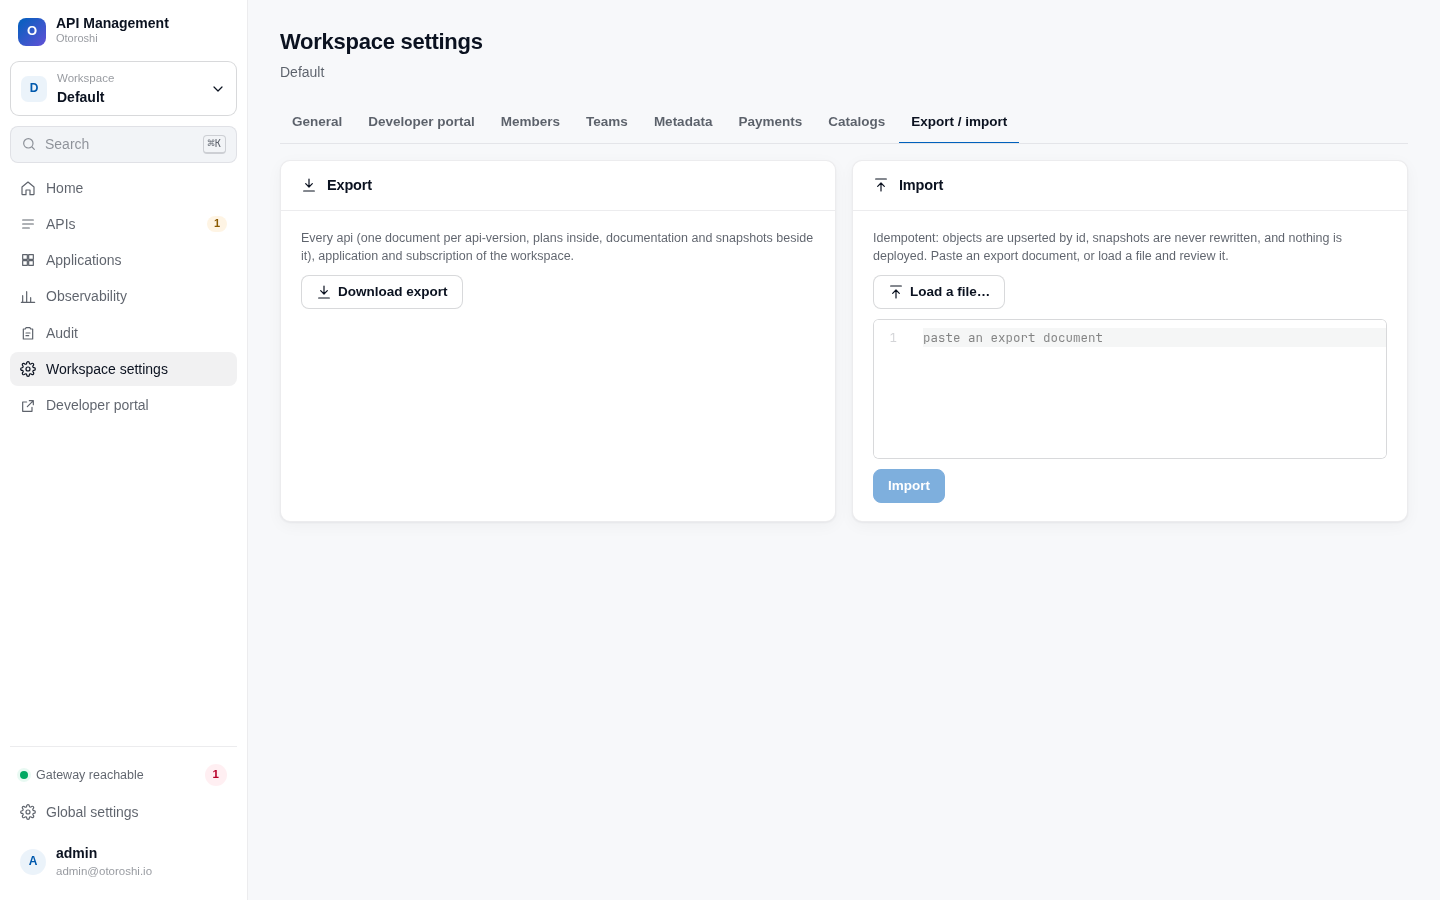 O
API Management
Otoroshi
D
Workspace
Default
Search
⌘K
Home
APIs
1
Applications
Observability
Audit
Workspace settings
Developer portal
Gateway reachable
1
Global settings
A
admin
admin@otoroshi.io
Workspace settings
Default
General
Developer portal
Members
Teams
Metadata
Payments
Catalogs
Export / import
Export
Every api (one document per api-version, plans inside, documentation and snapshots beside
it), application and subscription of the workspace.
Download export
Import
Idempotent: objects are upserted by id, snapshots are never rewritten, and nothing is
deployed. Paste an export document, or load a file and review it.
Load a file…
1
paste an export document
Import